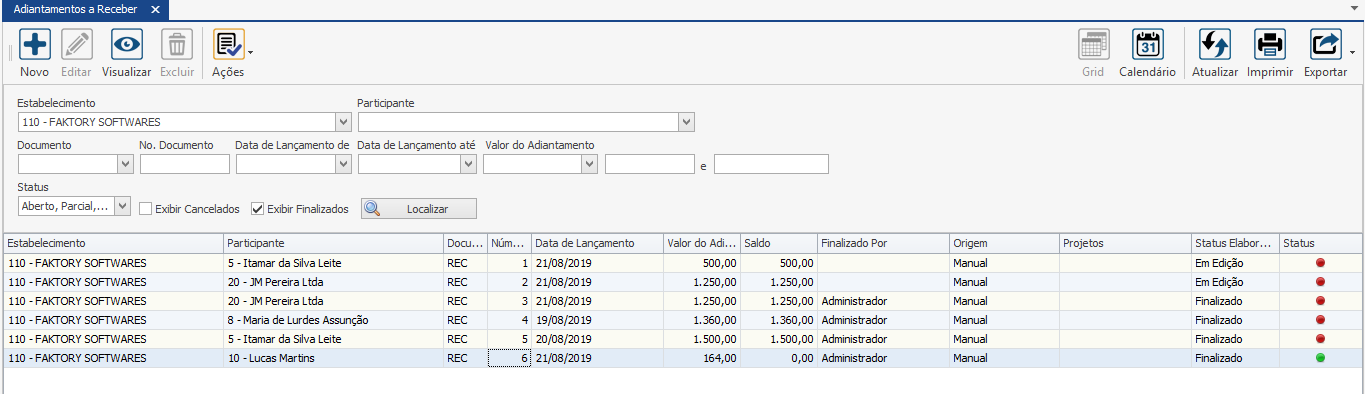 Adiantamentos a Receber
Novo Editar Visualizar Excluir Ações Grid 31 Calendário Atualizar Imprimir Exportar
Estabelecimento Participante
110 - FAKTORY SOFTWARES
Documento No. Documento Data de Lançamento de Data de Lançamento até Valor do Adiantamento
e
Status
Aberto, Parcial,... Exibir Cancelados Exibir Finalizados Localizar
Estabelecimento Participante Docu... Núm... Data de Lançamento Valor do Adi... Saldo Finalizado Por Origem Projetos Status Elabor... Status
110 - FAKTORY SOFTWARES 5 - Itamar da Silva Leite REC 1 21/08/2019 500,00 500,00 Manual Em Edição
110 - FAKTORY SOFTWARES 20 - JM Pereira Ltda REC 2 21/08/2019 1.250,00 1.250,00 Manual Em Edição
110 - FAKTORY SOFTWARES 20 - JM Pereira Ltda REC 3 21/08/2019 1.250,00 1.250,00 Administrador Manual Finalizado
110 - FAKTORY SOFTWARES 8 - Maria de Lurdes Assunção REC 4 19/08/2019 1.360,00 1.360,00 Administrador Manual Finalizado
110 - FAKTORY SOFTWARES 5 - Itamar da Silva Leite REC 5 20/08/2019 1.500,00 1.500,00 Administrador Manual Finalizado
110 - FAKTORY SOFTWARES 10 - Lucas Martins REC 6 21/08/2019 164,00 0,00 Administrador Manual Finalizado